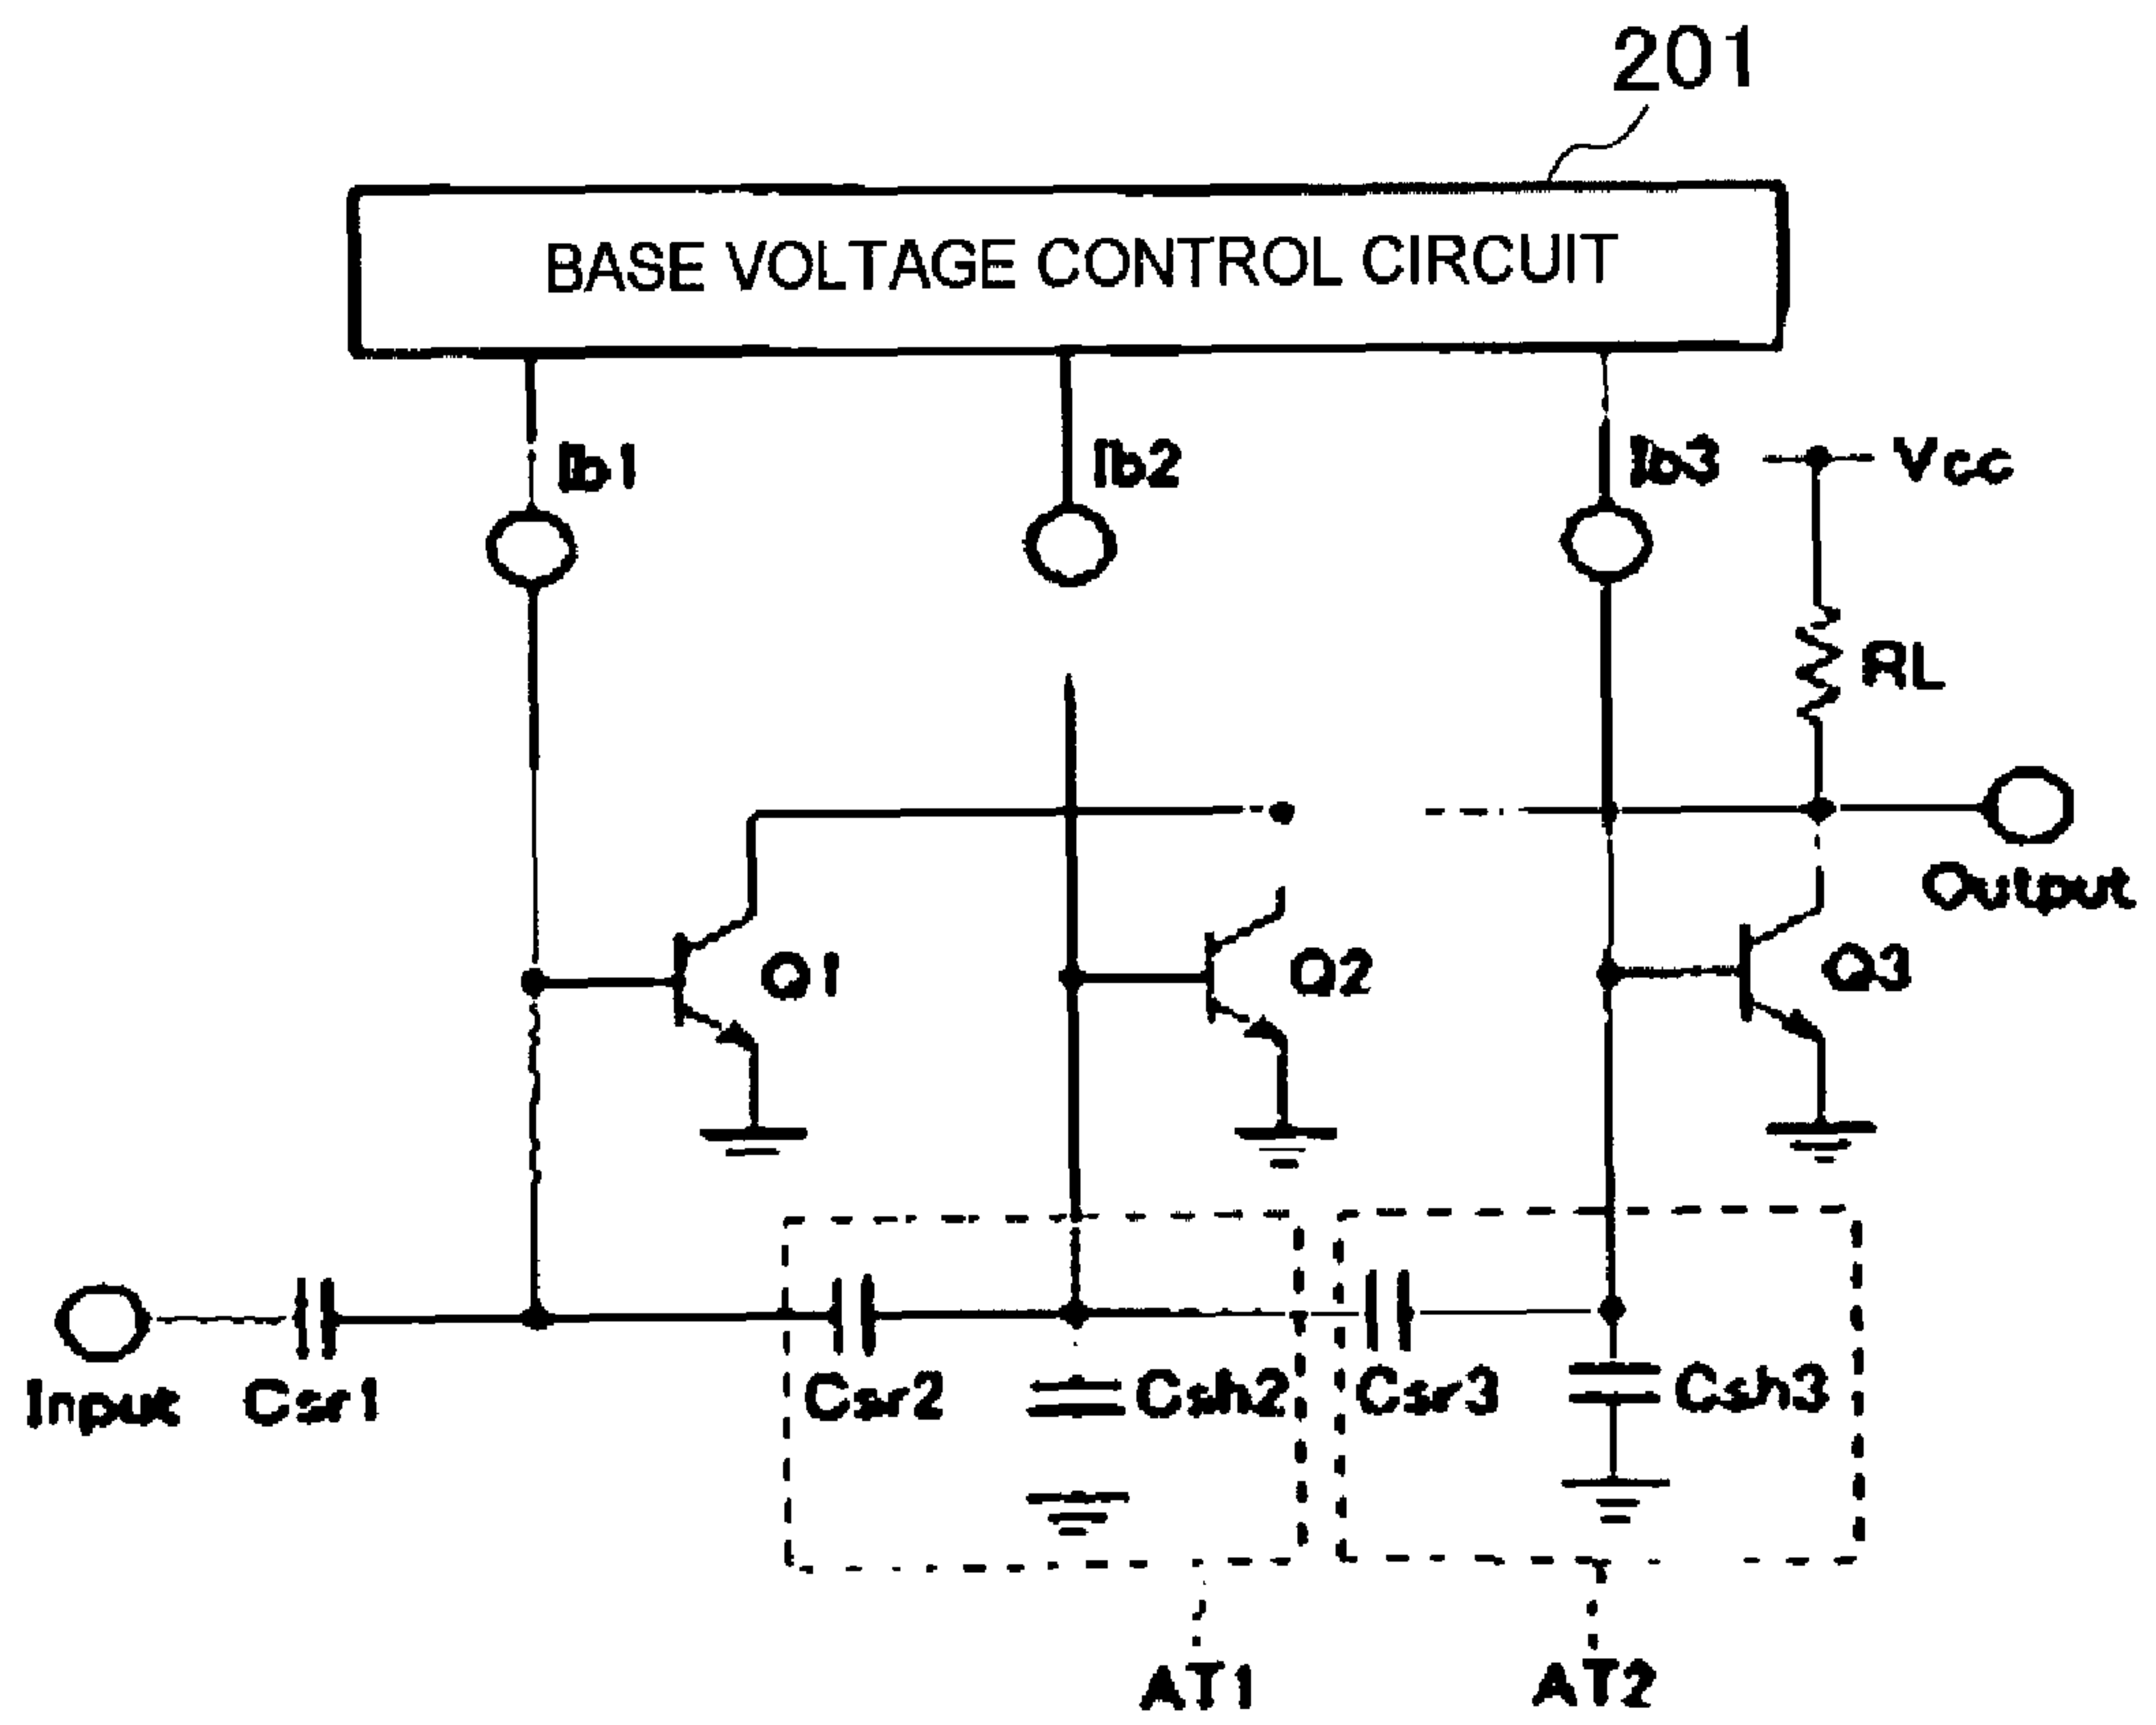 201
BASE VOLTAGE CONTROL CIRCUIT
Ib1
Ib2
Ib3
Vcc
RL
Output
Q1
Q2
Q3
Input
Csr1
Csr2
Csh2
Csr3
Csh3
AT1
AT2